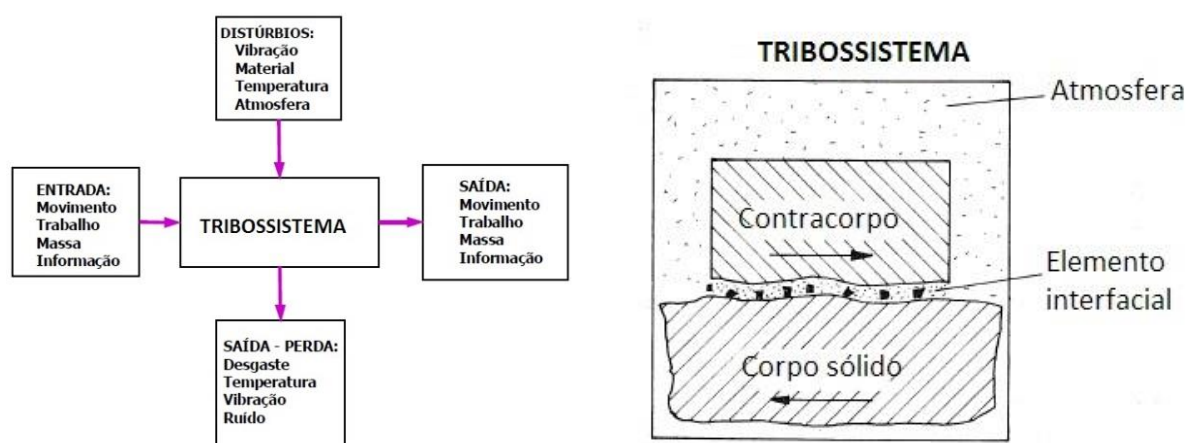 DISTÚRBIOS:
Vibração
Material
Temperatura
Atmosfera
ENTRADA:
Movimento
Trabalho
Massa
Informação
TRIBOSSISTEMA
SAÍDA:
Movimento
Trabalho
Massa
Informação
SAÍDA - PERDA:
Desgaste
Temperatura
Vibração
Ruído
TRIBOSSISTEMA
Atmosfera
Contracorpo
Elemento
interfacial
Corpo sólido